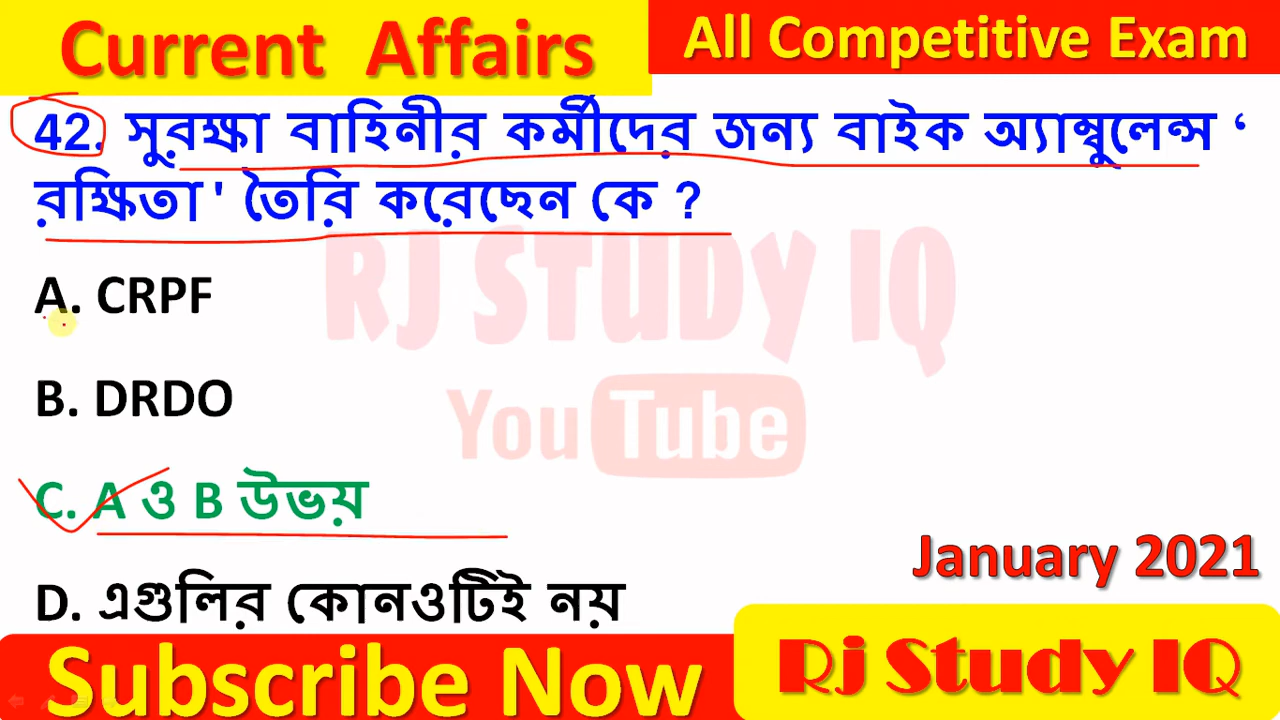 Current Affairs
All Competitive Exam
42. সুরক্ষা বাহিনীর কর্মীদের জন্য বাইক অ্যাম্বুলেন্স ‘
রক্ষিতা' তৈরি করেছেন কে ?
RJ STUDY IQ
A. CRPF
B. DRDO
YouTube
C. A ও B উভয়
January 2021
D. এগুলির কোনওটিই নয়
Subscribe Now
Rj Study IQ